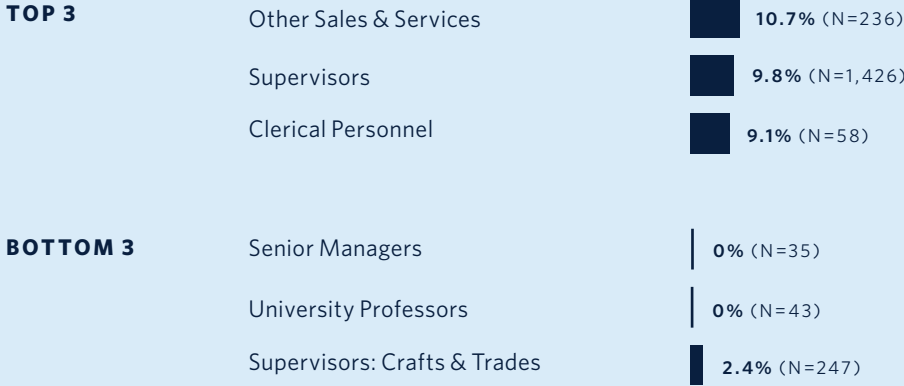 TOP 3 Other Sales & Services 10.7% (N=236)
Supervisors 9.8% (N=1,426)
Clerical Personnel 9.1% (N=58)
BOTTOM 3 Senior Managers 0% (N=35)
University Professors 0% (N=43)
Supervisors: Crafts & Trades 2.4% (N=247)